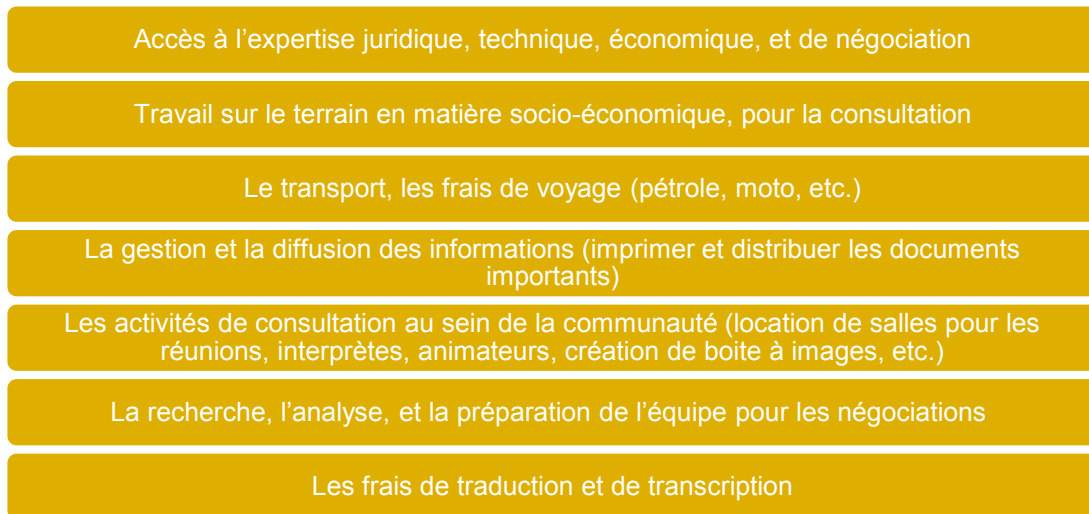 Accès à l’expertise juridique, technique, économique, et de négociation
Travail sur le terrain en matière socio-économique, pour la consultation
Le transport, les frais de voyage (pétrole, moto, etc.)
La gestion et la diffusion des informations (imprimer et distribuer les documents
importants)
Les activités de consultation au sein de la communauté (location de salles pour les
réunions, interprètes, animateurs, création de boite à images, etc.)
La recherche, l’analyse, et la préparation de l’équipe pour les négociations
Les frais de traduction et de transcription